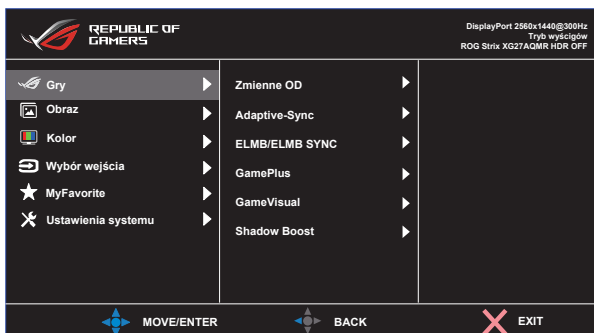 REPUBLIC OF
GAMERS
DisplayPort 2560x1440@300Hz
Tryb wyścigów
ROG Strix XG27AQMR HDR OFF
Gry
Obraz
Kolor
Wybór wejścia
MyFavorite
Ustawienia systemu
Zmienne OD
Adaptive-Sync
ELMB/ELMB SYNC
GamePlus
GameVisual
Shadow Boost
MOVE/ENTER
BACK
EXIT